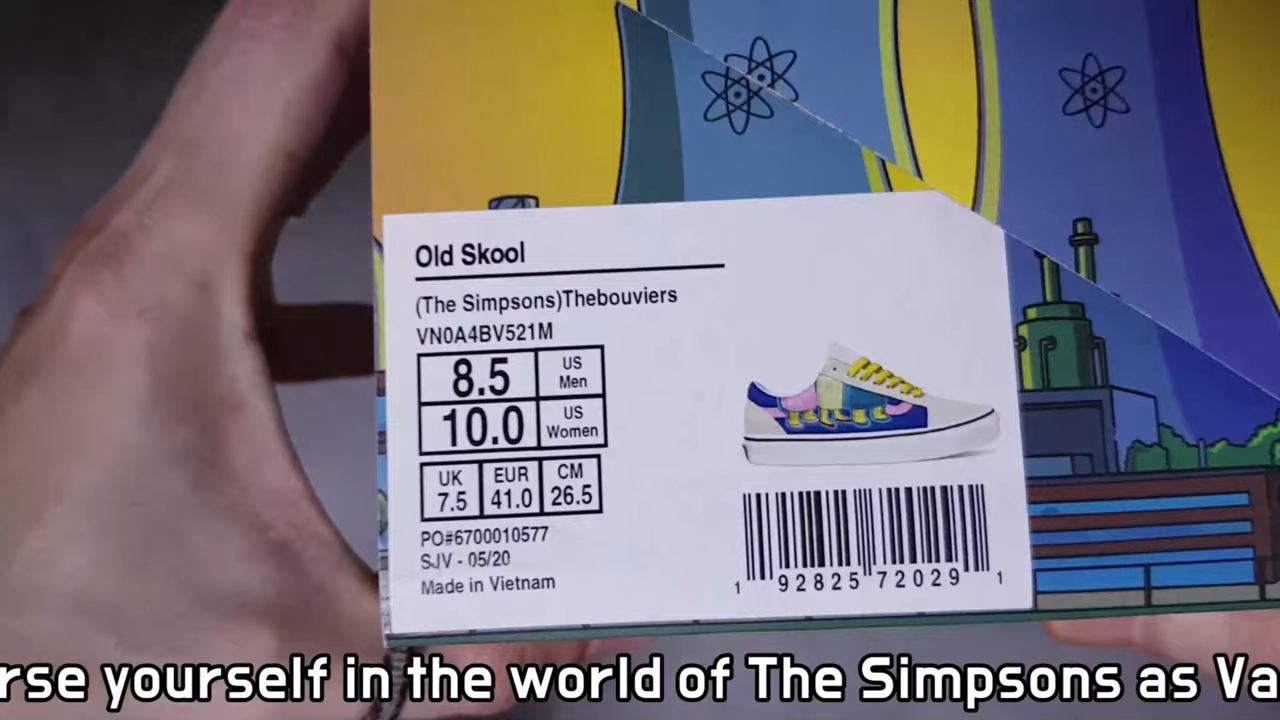 Old Skool
(The Simpsons)Thebouviers
VN0A4BV521M
8.5 US Men
10.0 US Women
UK EUR CM
7.5 41.0 26.5
PO#6700010577
SJV - 05/20
Made in Vietnam
1 92825 72029 1
rse yourself in the world of The Simpsons as Va